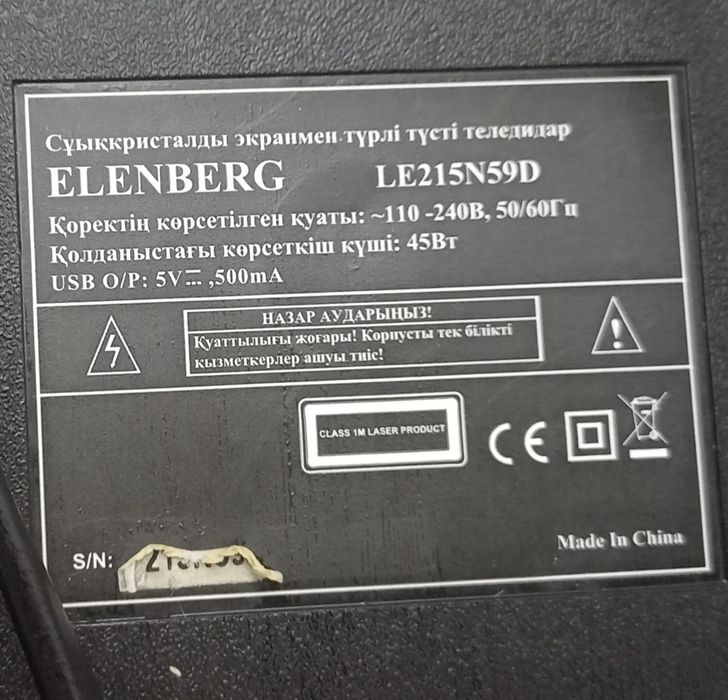 Сұыққристалды экранмен түрлі түсті теледидар
ELENBERG LE215N59D
Қоректің көрсетілген қуаты: ~110 -240В, 50/60Гц
Қолданыстағы көрсеткіш күші: 45Вт
USB O/P: 5V⎓ ,500mA
НАЗАР АУДАРЫҢЫЗ!
Қуаттылығы жоғары! Корпусты тек білікті
қызметкерлер ашуы тиіс!
CLASS 1M LASER PRODUCT
CE
S/N:
Made In China